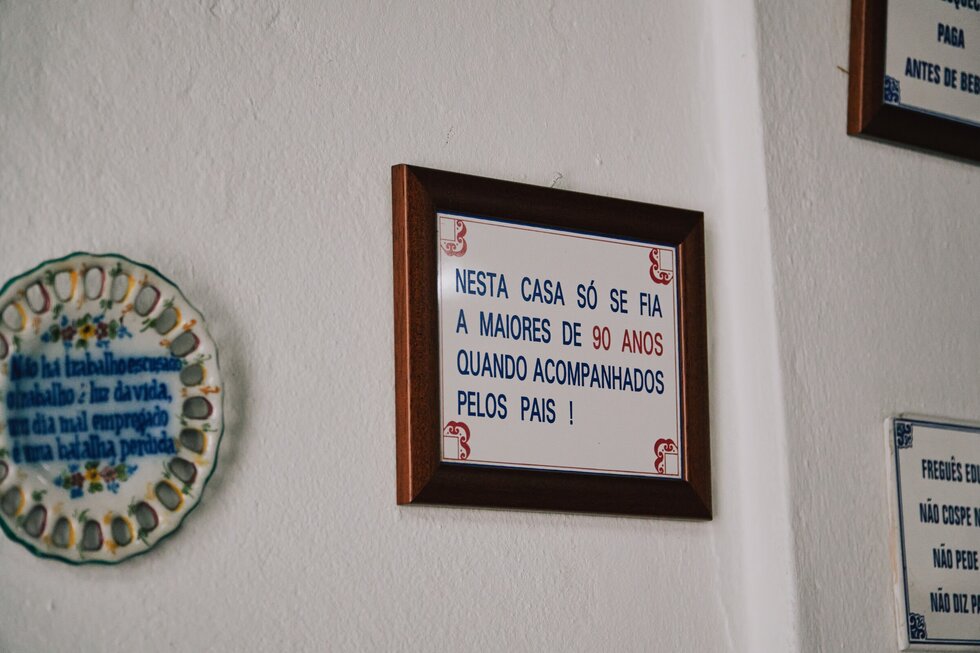 Não há trabalho escusado
o trabalho é luz da vida,
um dia mal empregado
é uma batalha perdida
NESTA CASA SÓ SE FIA
A MAIORES DE 90 ANOS
QUANDO ACOMPANHADOS
PELOS PAIS !
PAGA
ANTES DE BEB
FREGUÊS EDU
NÃO COSPE N
NÃO PEDE
NÃO DIZ PA